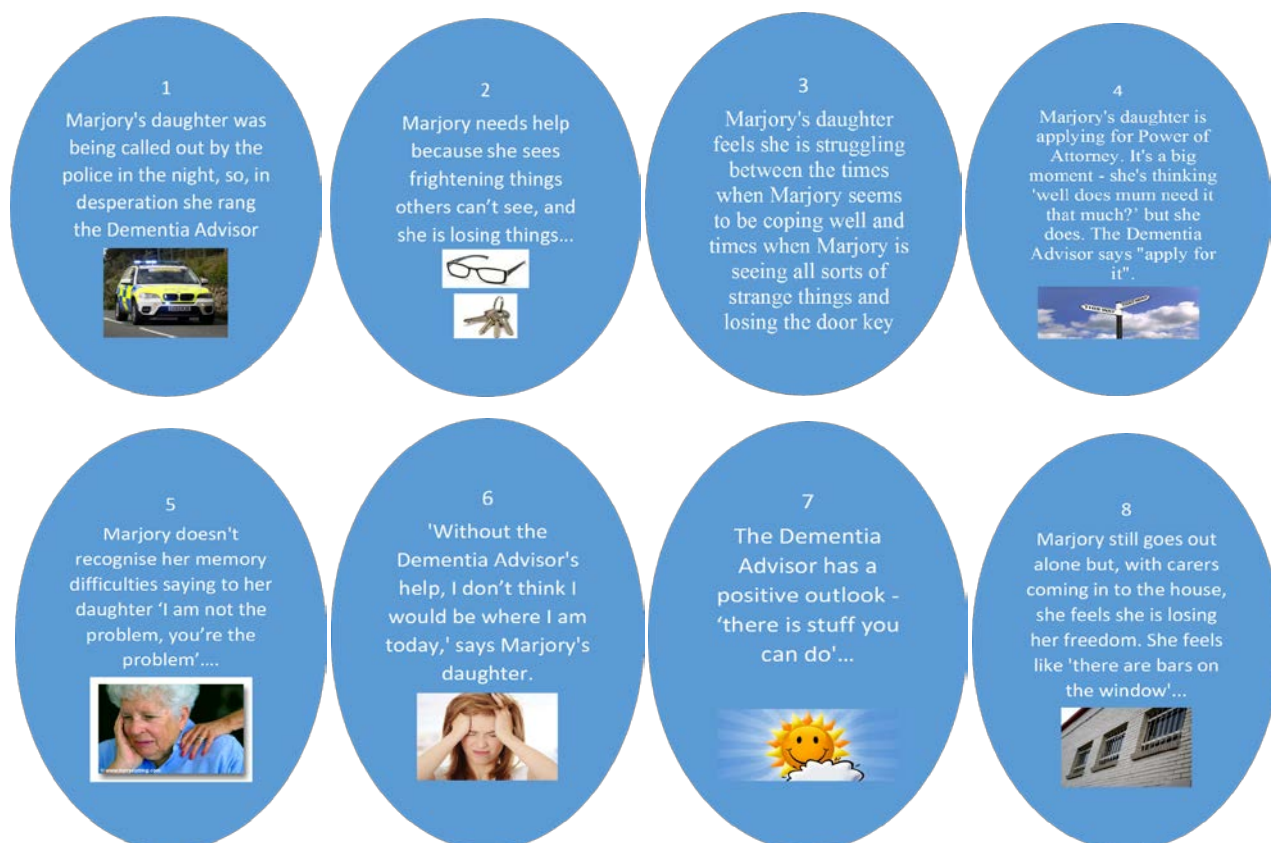 1
Marjory's daughter was
being called out by the
police in the night, so, in
desperation she rang
the Dementia Advisor
2
Marjory needs help
because she sees
frightening things
others can’t see, and
she is losing things...
3
Marjory's daughter
feels she is struggling
between the times
when Marjory seems
to be coping well and
times when Marjory is
seeing all sorts of
strange things and
losing the door key
4
Marjory's daughter is
applying for Power of
Attorney. It's a big
moment - she's thinking
'well does mum need it
that much?’ but she
does. The Dementia
Advisor says "apply for
it".
5
Marjory doesn't
recognise her memory
difficulties saying to her
daughter ‘I am not the
problem, you’re the
problem’....
6
'Without the
Dementia Advisor's
help, I don’t think I
would be where I am
today,' says Marjory's
daughter.
7
The Dementia
Advisor has a
positive outlook -
‘there is stuff you
can do'...
8
Marjory still goes out
alone but, with carers
coming in to the house,
she feels she is losing
her freedom. She feels
like 'there are bars on
the window'...